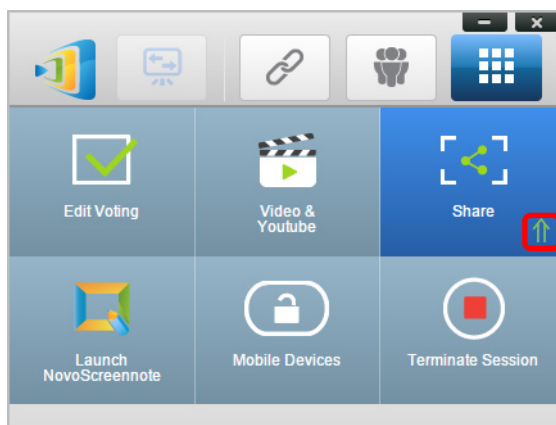 Edit Voting
Video &
Youtube
Share
Launch
NovoScreennote
Mobile Devices
Terminate Session